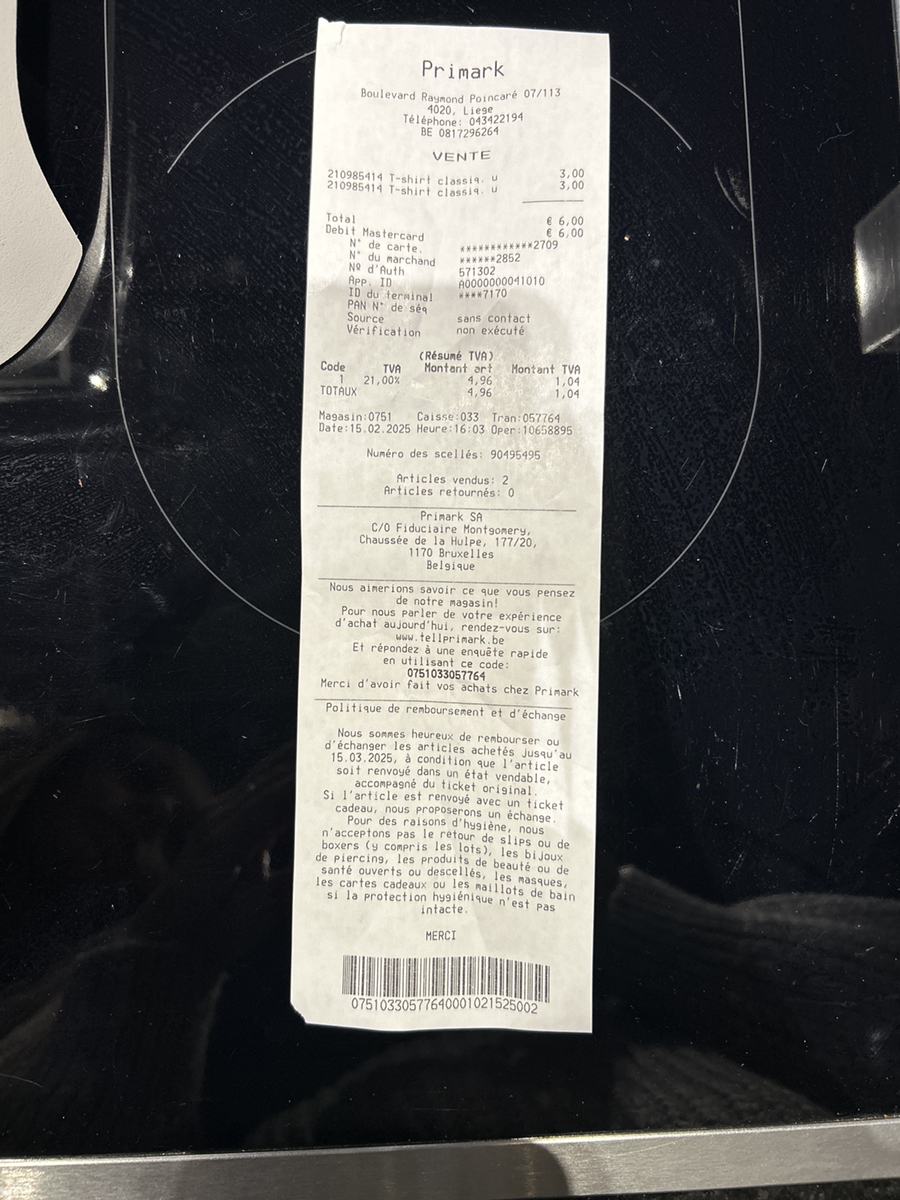 Primark
Boulevard Raymond Poincaré 07/113
4020, Liege
Téléphone: 043422194
BE 0817296264
VENTE
210985414 T-shirt classiq. u 3,00
210985414 T-shirt classiq. u 3,00
Total € 6,00
Debit Mastercard € 6,00
N° de carte. ************2709
N° du marchand ******2852
Nº d'Auth 571302
App. ID A0000000041010
ID du terminal ****7170
PAN N° de séq
Source sans contact
Vérification non exécuté
(Résumé TVA)
Code TVA Montant art Montant TVA
1 21,00% 4,96 1,04
TOTAUX 4,96 1,04
Magasin:0751 Caisse:033 Tran:057764
Date:15.02.2025 Heure:16:03 Oper:10658895
Numéro des scellés: 90495495
Articles vendus: 2
Articles retournés: 0
Primark SA
C/O Fiduciaire Montgomery,
Chaussée de la Hulpe, 177/20,
1170 Bruxelles
Belgique
Nous aimerions savoir ce que vous pensez
de notre magasin!
Pour nous parler de votre expérience
d'achat aujourd'hui, rendez-vous sur:
www.tellprimark.be
Et répondez à une enquête rapide
en utilisant ce code:
0751033057764
Merci d'avoir fait vos achats chez Primark
Politique de remboursement et d'échange
Nous sommes heureux de rembourser ou
d'échanger les articles achetés jusqu'au
15.03.2025, à condition que l'article
soit renvoyé dans un état vendable,
accompagné du ticket original.
Si l'article est renvoyé avec un ticket
cadeau, nous proposerons un échange.
Pour des raisons d'hygiène, nous
n'acceptons pas le retour de slips ou de
boxers (y compris les lots), les bijoux
de piercing, les produits de beauté ou de
santé ouverts ou descellés, les masques,
les cartes cadeaux ou les maillots de bain
si la protection hygiénique n'est pas
intacte.
MERCI
07510330577640001021525002